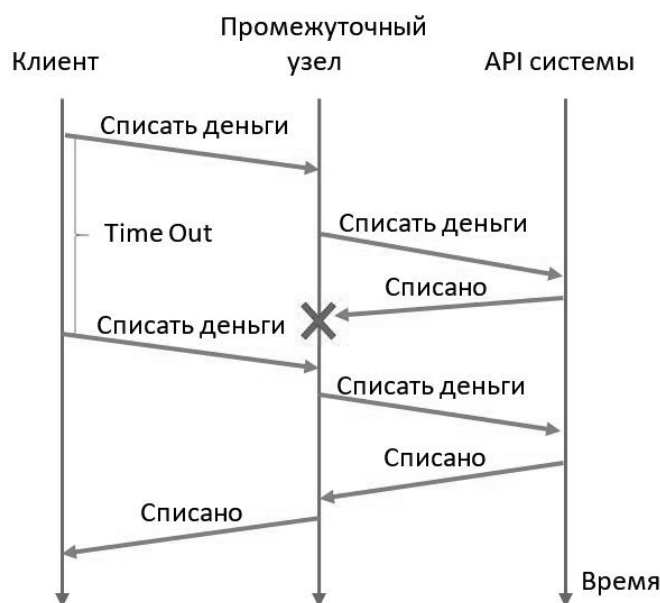 Промежуточный
Клиент узел API системы
Списать деньги
Списать деньги
Time Out
Списано
Списать деньги
Списать деньги
Списано
Списано
Время